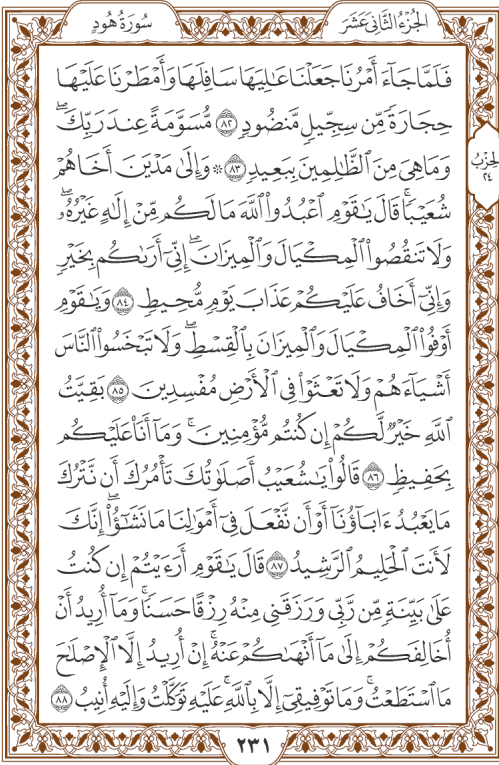 الجُزْءُ الثَّانِي عَشَرَ
سُورَةُ هُودٍ
فَلَمَّا جَآءَ أَمْرُنَا جَعَلْنَا عَٰلِيَهَا سَافِلَهَا وَأَمْطَرْنَا عَلَيْهَا
حِجَارَةً مِّن سِجِّيلٍ مَّنضُودٍ ٨٢ مُّسَوَّمَةً عِندَ رَبِّكَۖ
وَمَا هِيَ مِنَ ٱلظَّٰلِمِينَ بِبَعِيدٍ ٨٣ ۞ وَإِلَىٰ مَدْيَنَ أَخَاهُمْ
الحِزْبُ
٢٤
شُعَيْبًاۚ قَالَ يَٰقَوْمِ ٱعْبُدُوا۟ ٱللَّهَ مَا لَكُم مِّنْ إِلَٰهٍ غَيْرُهُۥۖ
وَلَا تَنقُصُوا۟ ٱلْمِكْيَالَ وَٱلْمِيزَانَۖ إِنِّىٓ أَرَىٰكُم بِخَيْرٍ
وَإِنِّىٓ أَخَافُ عَلَيْكُمْ عَذَابَ يَوْمٍ مُّحِيطٍ ٨٤ وَيَٰقَوْمِ
أَوْفُوا۟ ٱلْمِكْيَالَ وَٱلْمِيزَانَ بِٱلْقِسْطِۖ وَلَا تَبْخَسُوا۟ ٱلنَّاسَ
أَشْيَآءَهُمْ وَلَا تَعْثَوْا۟ فِى ٱلْأَرْضِ مُفْسِدِينَ ٨٥ بَقِيَّتُ
ٱللَّهِ خَيْرٌ لَّكُمْ إِن كُنتُم مُّؤْمِنِينَۚ وَمَآ أَنَا۠ عَلَيْكُم
بِحَفِيظٍ ٨٦ قَالُوا۟ يَٰشُعَيْبُ أَصَلَوٰتُكَ تَأْمُرُكَ أَن نَّتْرُكَ
مَا يَعْبُدُ ءَابَآؤُنَآ أَوْ أَن نَّفْعَلَ فِىٓ أَمْوَٰلِنَا مَا نَشَٰٓؤُا۟ۖ إِنَّكَ
لَأَنتَ ٱلْحَلِيمُ ٱلرَّشِيدُ ٨٧ قَالَ يَٰقَوْمِ أَرَءَيْتُمْ إِن كُنتُ
عَلَىٰ بَيِّنَةٍ مِّن رَّبِّى وَرَزَقَنِى مِنْهُ رِزْقًا حَسَنًاۚ وَمَآ أُرِيدُ أَنْ
أُخَالِفَكُمْ إِلَىٰ مَآ أَنْهَىٰكُمْ عَنْهُۚ إِنْ أُرِيدُ إِلَّا ٱلْإِصْلَٰحَ
مَا ٱسْتَطَعْتُۚ وَمَا تَوْفِيقِىٓ إِلَّا بِٱللَّهِۚ عَلَيْهِ تَوَكَّلْتُ وَإِلَيْهِ أُنِيبُ ٨٨
٢٣١